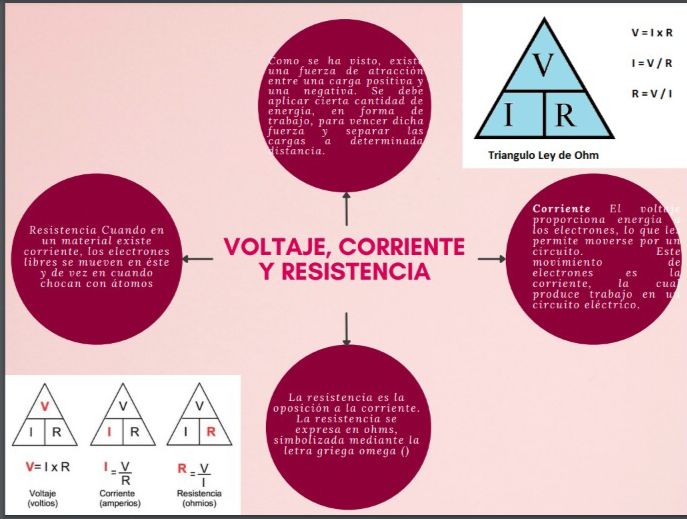 Como se ha visto, existe
una fuerza de atracción
entre una carga positiva y
una negativa. Se debe
aplicar cierta cantidad de
energía, en forma de
trabajo, para vencer dicha
fuerza y separar las
cargas a determinada
distancia.
V
I R
V = I x R
I = V / R
R = V / I
Triangulo Ley de Ohm
VOLTAJE, CORRIENTE
Y RESISTENCIA
Resistencia Cuando en
un material existe
corriente, los electrones
libres se mueven en éste
y de vez en cuando
chocan con átomos
Corriente El voltaje
proporciona energía a
los electrones, lo que les
permite moverse por un
circuito. Este
movimiento de
electrones es la
corriente, la cual
produce trabajo en un
circuito eléctrico.
La resistencia es la
oposición a la corriente.
La resistencia se
expresa en ohms,
simbolizada mediante la
letra griega omega ()
V
I R
V= I x R
Voltaje
(voltios)
V
I R
I = V
R
Corriente
(amperios)
V
I R
R = V
I
Resistencia
(ohmios)